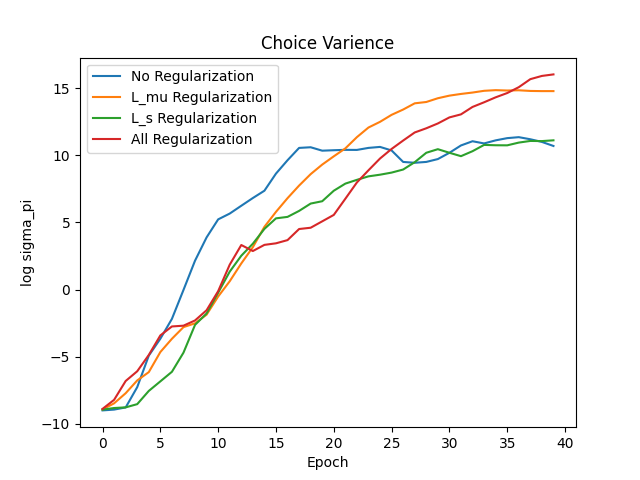 Choice Varience
No Regularization
L_mu Regularization
L_s Regularization
All Regularization
log sigma_pi
15
10
5
0
−5
−10
0 5 10 15 20 25 30 35 40
Epoch